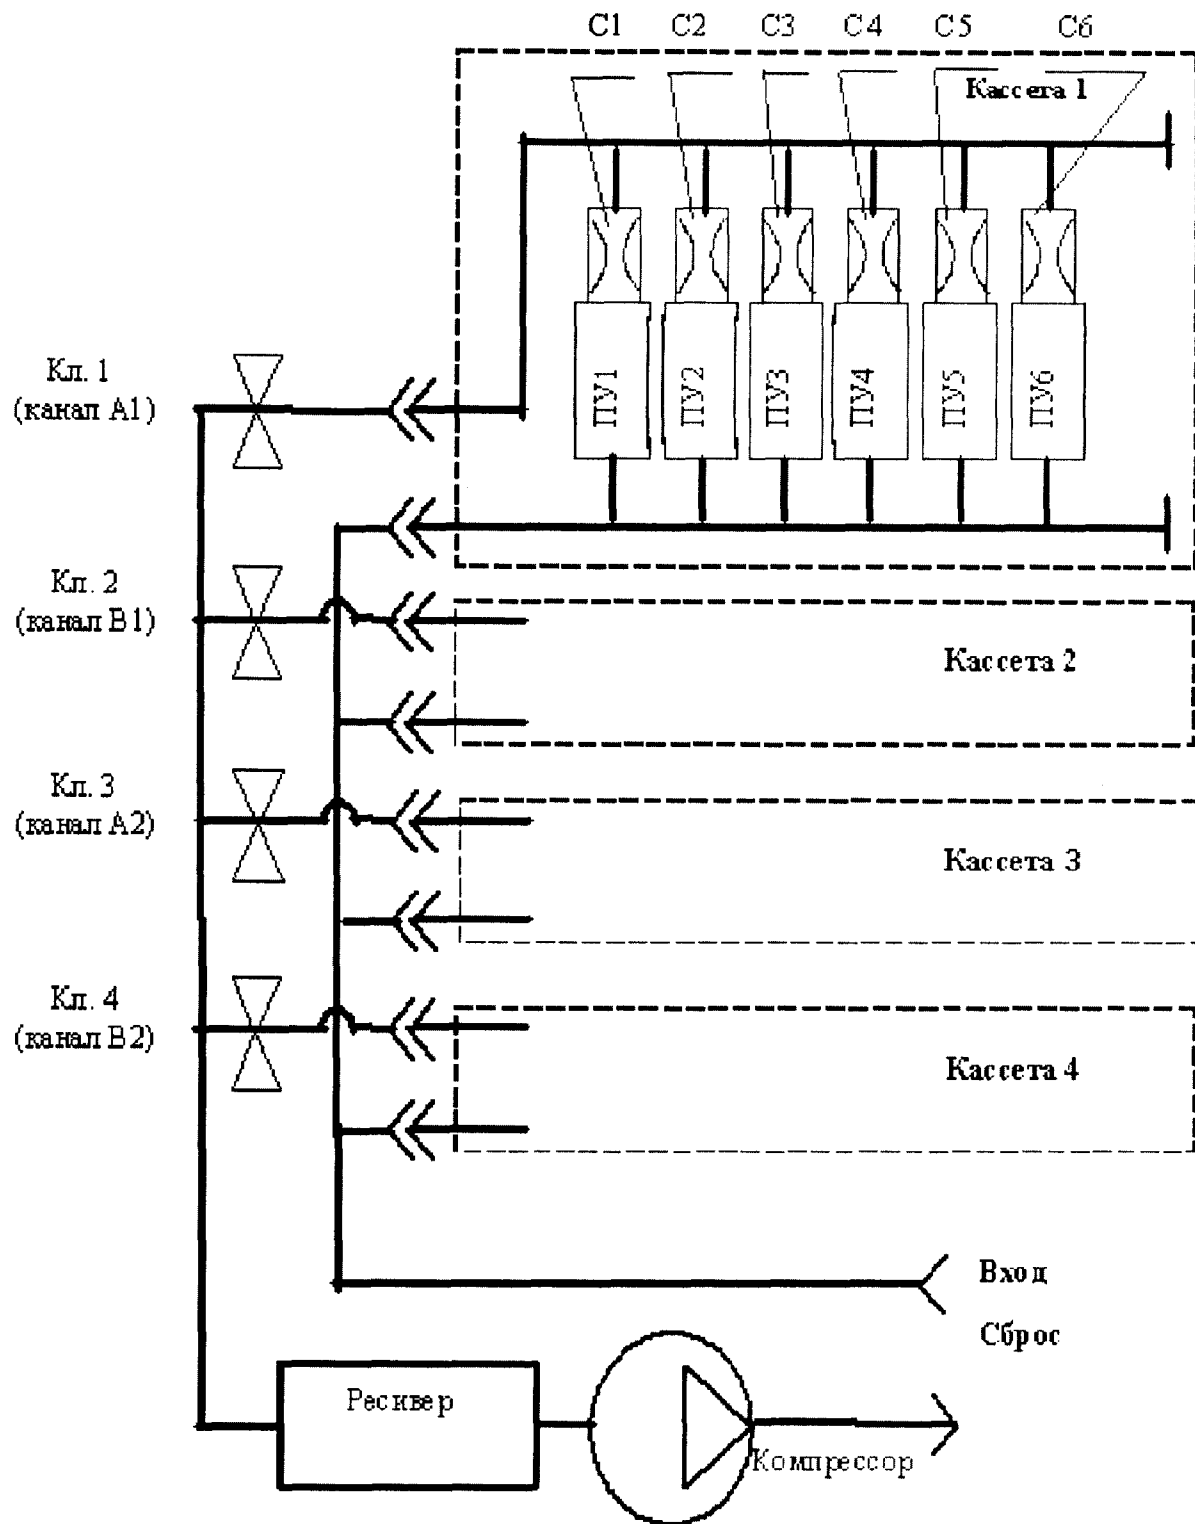 С1 С2 С3 С4 С5 С6
Кассета 1
ПУ1 ПУ2 ПУ3 ПУ4 ПУ5 ПУ6
Кл. 1
(канал А1)
Кл. 2
(канал В1)
Кассета 2
Кл. 3
(канал А2)
Кассета 3
Кл. 4
(канал В2)
Кассета 4
Вход
Сброс
Ресивер
Компрессор